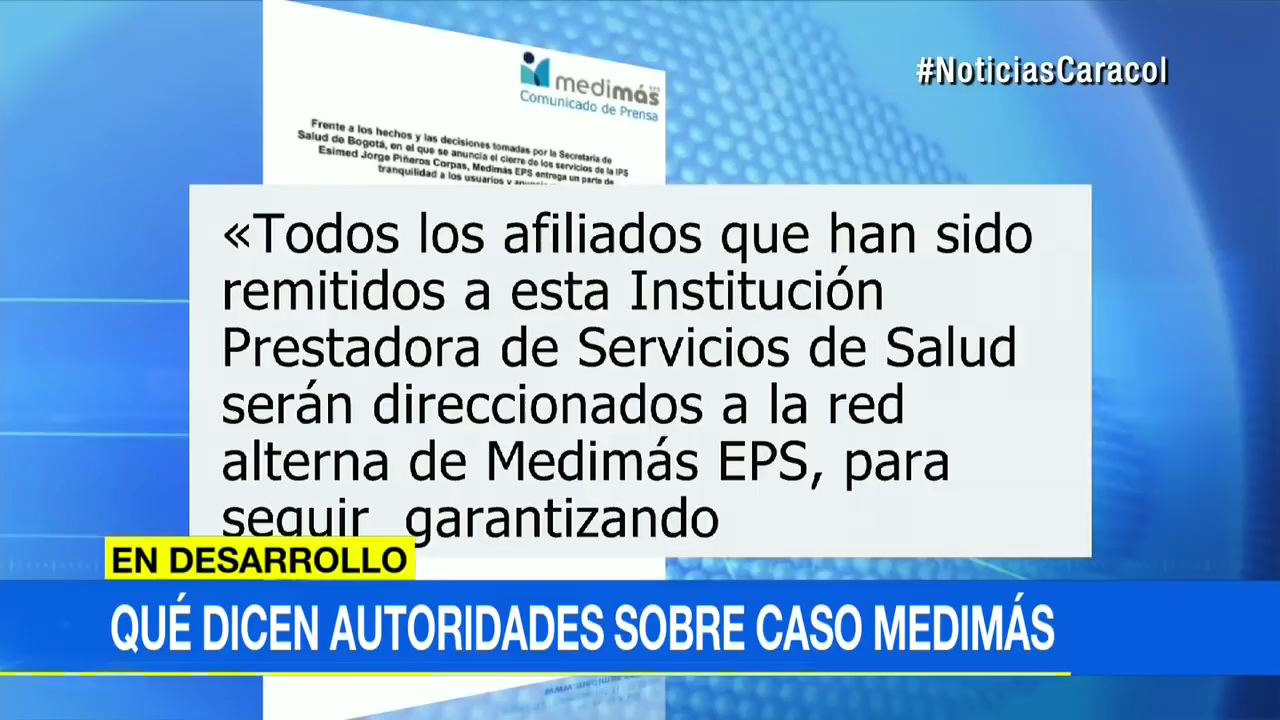 #NoticiasCaracol
medimás EPS
Comunicado de Prensa
Frente a los hechos y las decisiones tomadas por la Secretaria de
Salud de Bogotá, en el que se anuncia el cierre de los servicios de la IPS
Esimed Jorge Piñeros Corpas, Medimás EPS entrega un parte de
tranquilidad a los usuarios y
«Todos los afiliados que han sido
remitidos a esta Institución
Prestadora de Servicios de Salud
serán direccionados a la red
alterna de Medimás EPS, para
seguir garantizando
EN DESARROLLO
QUÉ DICEN AUTORIDADES SOBRE CASO MEDIMÁS